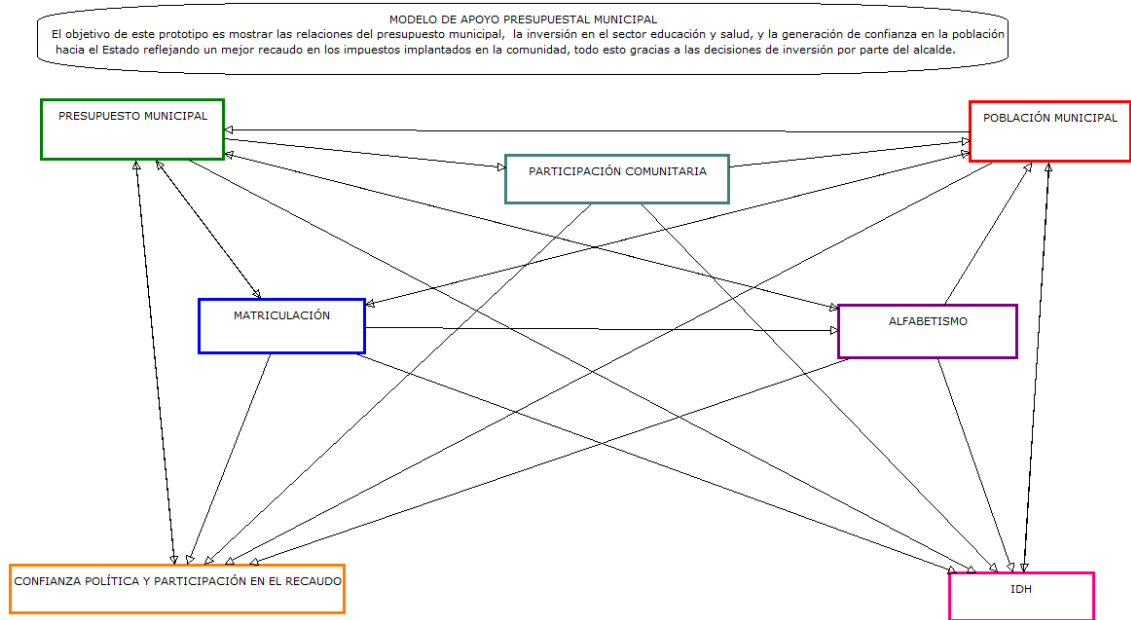 MODELO DE APOYO PRESUPUESTAL MUNICIPAL
El objetivo de este prototipo es mostrar las relaciones del presupuesto municipal, la inversión en el sector educación y salud, y la generación de confianza en la población
hacia el Estado reflejando un mejor recaudo en los impuestos implantados en la comunidad, todo esto gracias a las decisiones de inversión por parte del alcalde.
PRESUPUESTO MUNICIPAL
POBLACIÓN MUNICIPAL
PARTICIPACIÓN COMUNITARIA
MATRICULACIÓN
ALFABETISMO
CONFIANZA POLÍTICA Y PARTICIPACIÓN EN EL RECAUDO
IDH